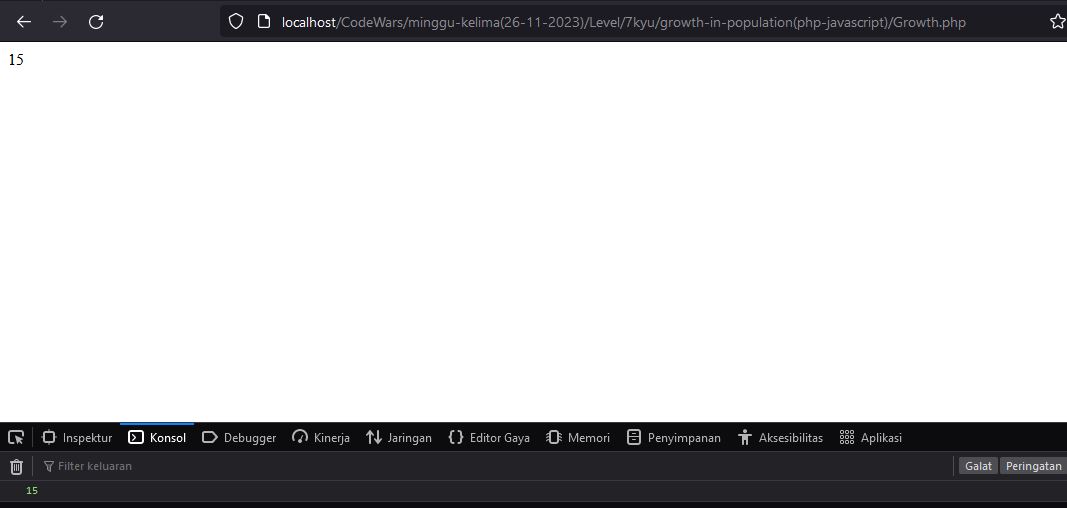 localhost/CodeWars/minggu-kelima(26-11-2023)/Level/7kyu/growth-in-population(php-javascript)/Growth.php
15
Inspektur Konsol Debugger Kinerja Jaringan Editor Gaya Memori Penyimpanan Aksesibilitas Aplikasi
Filter keluaran Galat Peringatan
15